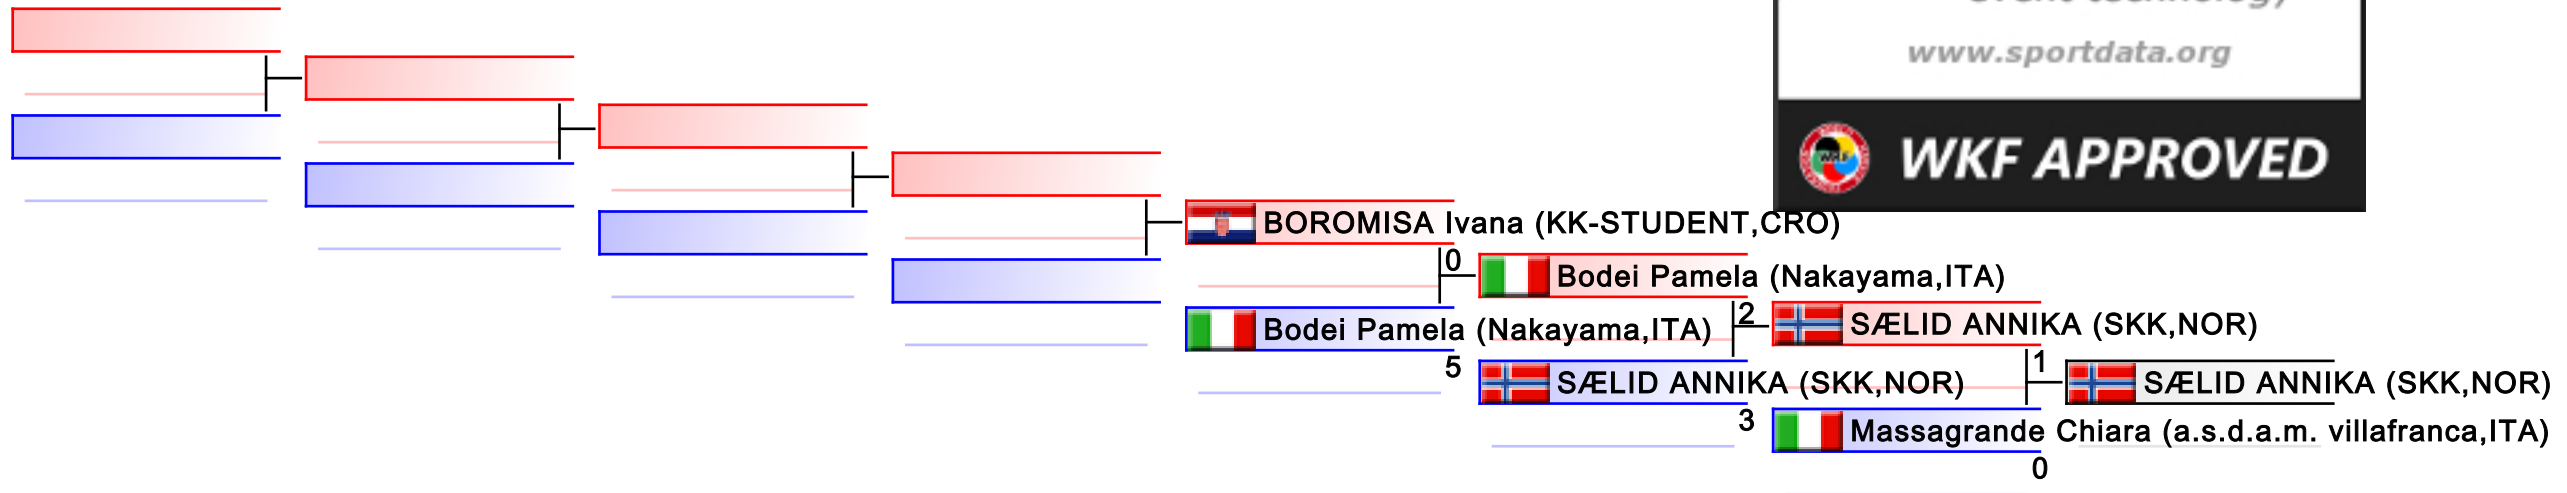 www.sportdata.org
WKF APPROVED
BOROMISA Ivana (KK-STUDENT,CRO)
0
Bodei Pamela (Nakayama,ITA)
Bodei Pamela (Nakayama,ITA)
5
2
SÆLID ANNIKA (SKK,NOR)
SÆLID ANNIKA (SKK,NOR)
3
1
SÆLID ANNIKA (SKK,NOR)
Massagrande Chiara (a.s.d.a.m. villafranca,ITA)
0